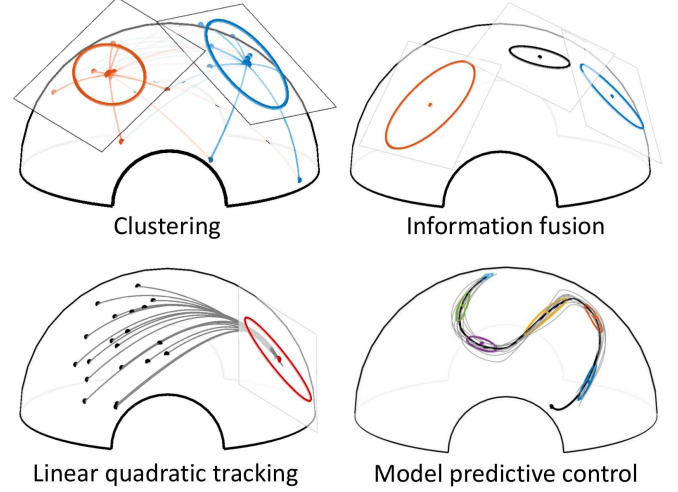 Clustering
Information fusion
Linear quadratic tracking
Model predictive control